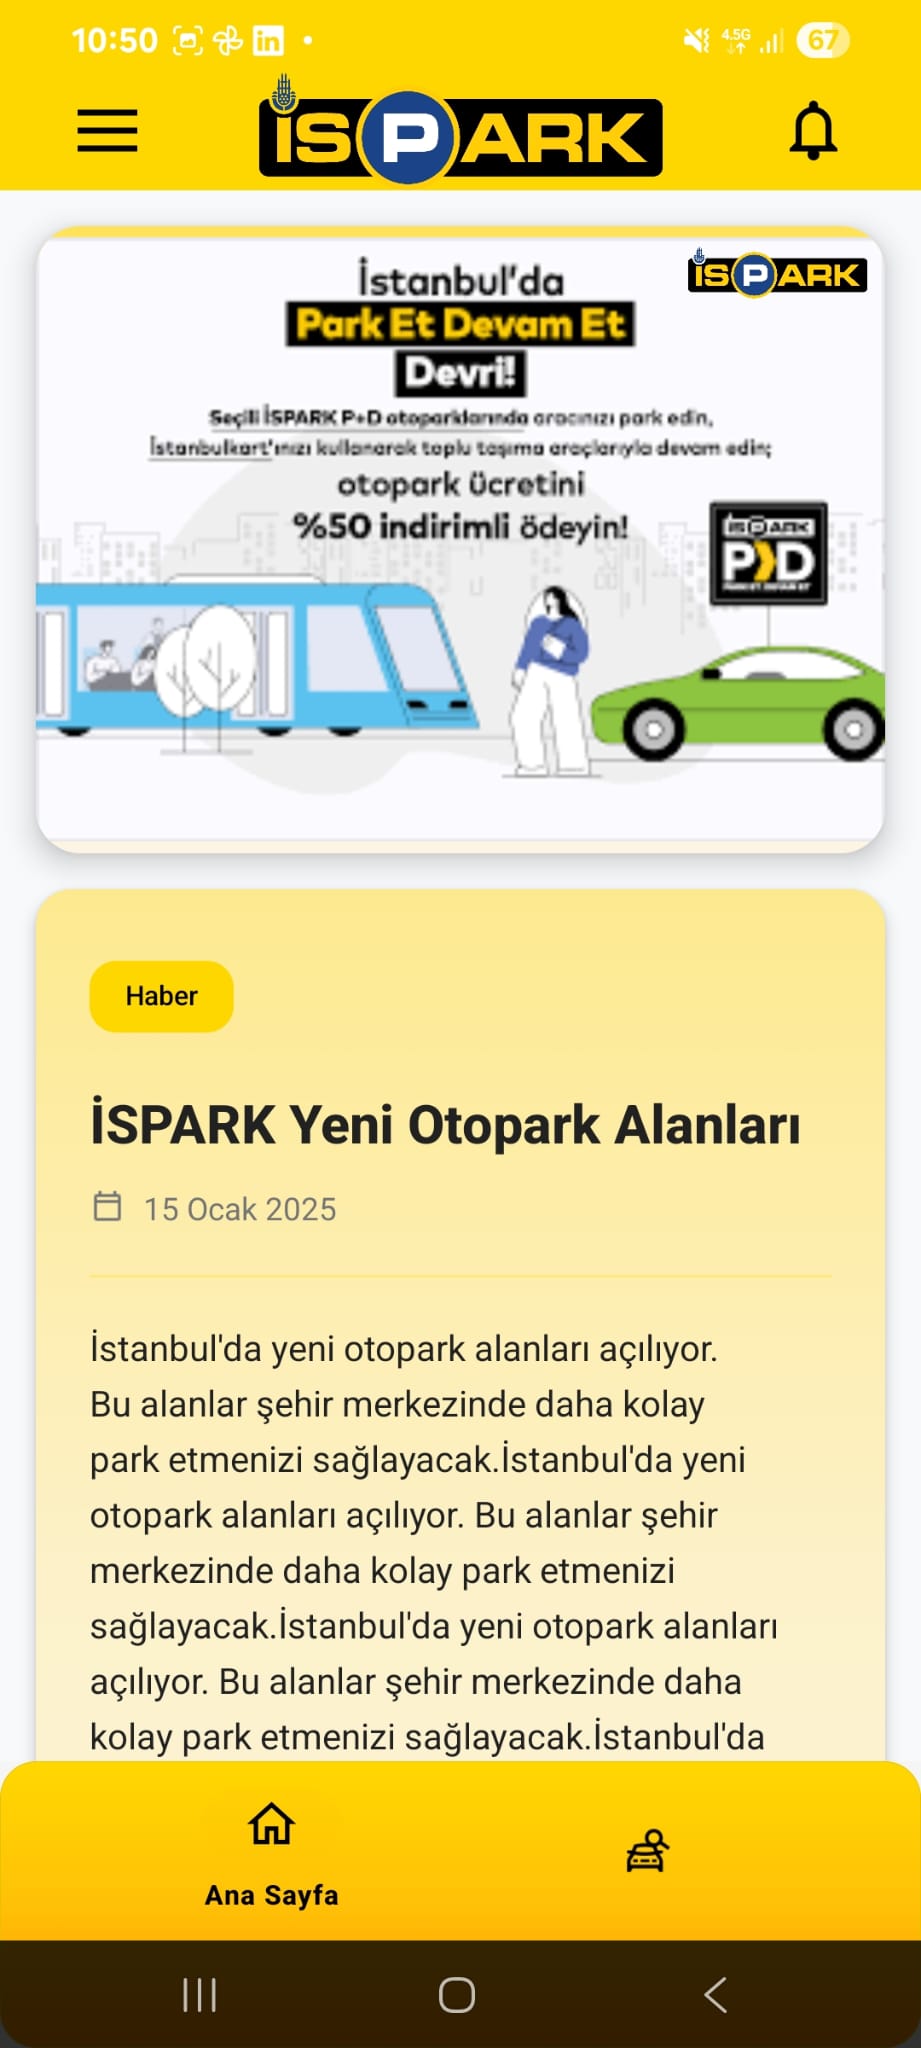 10:50
4.5G
67
İSPARK
İstanbul'da
İSPARK
Park Et Devam Et
Devri!
Seçili İSPARK P+D otoparklarında aracınızı park edin,
İstanbulkart'ınızı kullanarak toplu taşıma araçlarıyla devam edin;
otopark ücretini
%50 indirimli ödeyin!
İSPARK
P D
Haber
İSPARK Yeni Otopark Alanları
15 Ocak 2025
İstanbul'da yeni otopark alanları açılıyor.
Bu alanlar şehir merkezinde daha kolay
park etmenizi sağlayacak.İstanbul'da yeni
otopark alanları açılıyor. Bu alanlar şehir
merkezinde daha kolay park etmenizi
sağlayacak.İstanbul'da yeni otopark alanları
açılıyor. Bu alanlar şehir merkezinde daha
kolay park etmenizi sağlayacak.İstanbul'da
Ana Sayfa